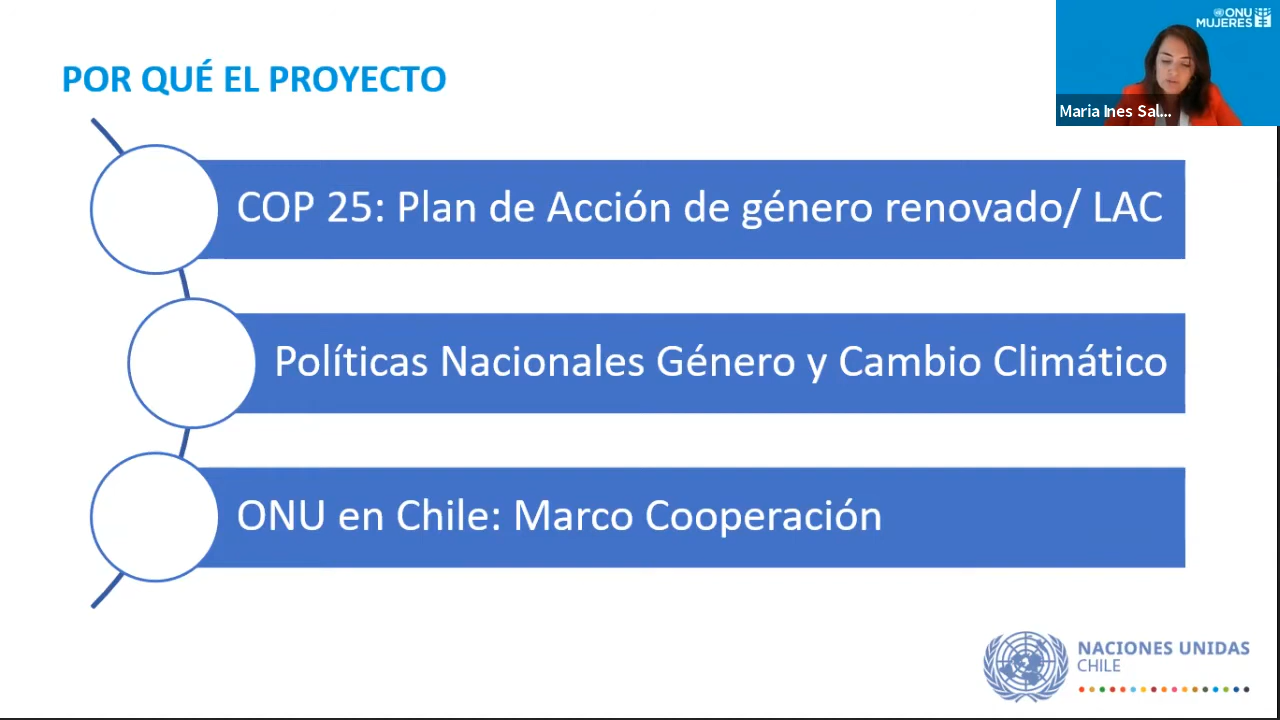 ONU
MUJERES
Maria Ines Sal...
POR QUÉ EL PROYECTO
COP 25: Plan de Acción de género renovado/ LAC
Políticas Nacionales Género y Cambio Climático
ONU en Chile: Marco Cooperación
NACIONES UNIDAS
CHILE